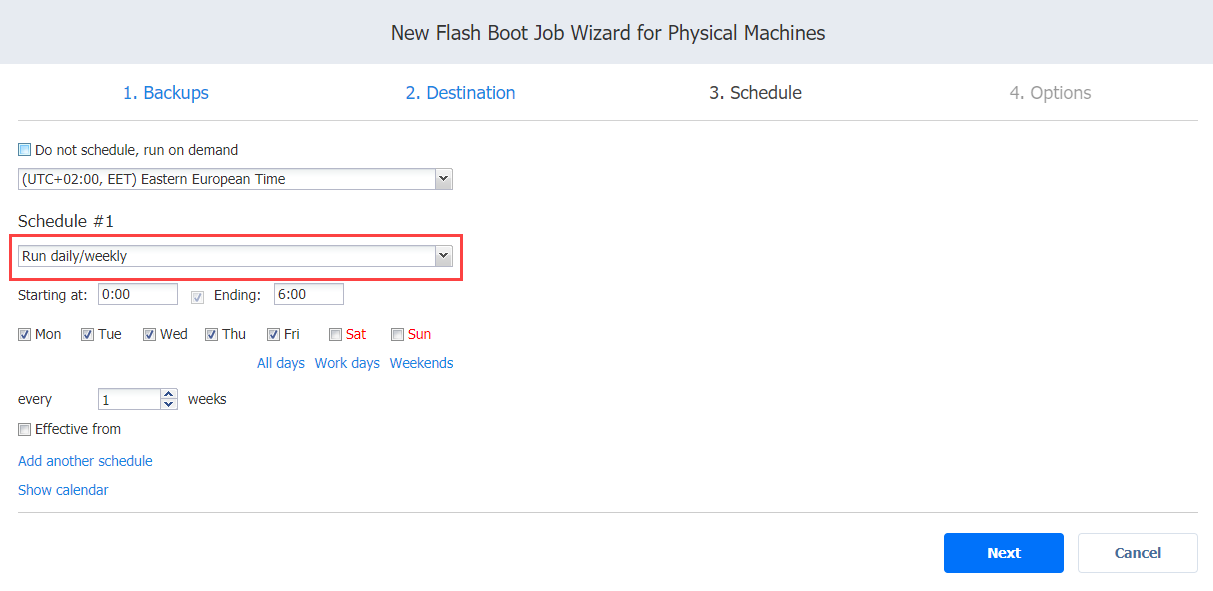 New Flash Boot Job Wizard for Physical Machines
1. Backups 2. Destination 3. Schedule 4. Options
Do not schedule, run on demand
(UTC+02:00, EET) Eastern European Time
Schedule #1
Run daily/weekly
Starting at: 0:00 Ending: 6:00
Mon Tue Wed Thu Fri Sat Sun
All days Work days Weekends
every 1 weeks
Effective from
Add another schedule
Show calendar
Next Cancel